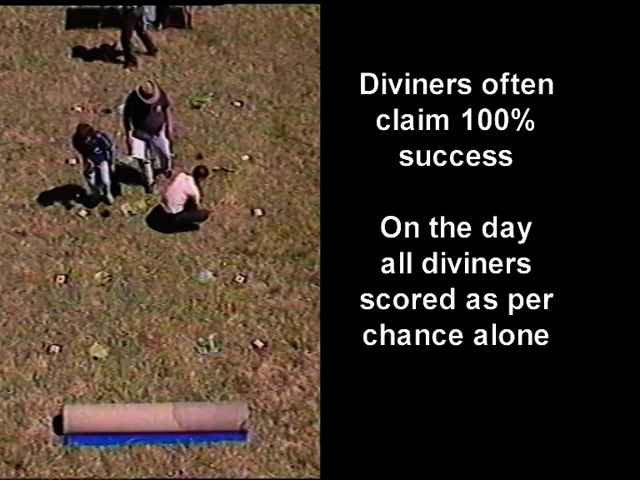 Diviners often
claim 100%
success
On the day
all diviners
scored as per
chance alone